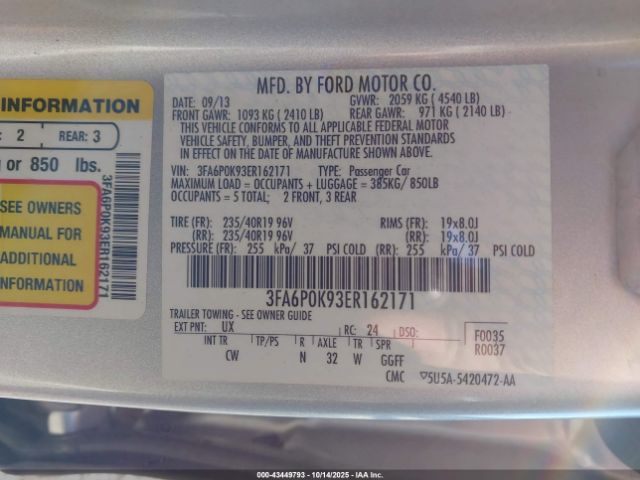 INFORMATION
: 2 REAR: 3
g or 850 lbs.
SEE OWNERS
MANUAL FOR
ADDITIONAL
INFORMATION
3FA6P0K93ER162171
MFD. BY FORD MOTOR CO.
DATE: 09/13 GVWR: 2059 KG ( 4540 LB)
FRONT GAWR: 1093 KG ( 2410 LB) REAR GAWR: 971 KG ( 2140 LB)
THIS VEHICLE CONFORMS TO ALL APPLICABLE FEDERAL MOTOR
VEHICLE SAFETY, BUMPER, AND THEFT PREVENTION STANDARDS
IN EFFECT ON THE DATE OF MANUFACTURE SHOWN ABOVE.
VIN: 3FA6P0K93ER162171 TYPE: Passenger Car
MAXIMUM LOAD = OCCUPANTS + LUGGAGE = 385KG/ 850LB
OCCUPANTS = 5 TOTAL; 2 FRONT, 3 REAR
TIRE (FR): 235/40R19 96V RIMS (FR): 19x8.0J
(RR): 235/40R19 96V (RR): 19x8.0J
PRESSURE (FR): 255 kPa/ 37 PSI COLD (RR): 255 kPa/ 37 PSI COLD
3FA6P0K93ER162171
TRAILER TOWING - SEE OWNER GUIDE
EXT PNT: UX RC: 24 DSO: F0035
INT TR TP/PS R AXLE TR SPR R0037
CW N 32 W GGFF
CMC ▽5U5A-5420472-AA
000-43449793 - 10/14/2025 - IAAI, Inc.